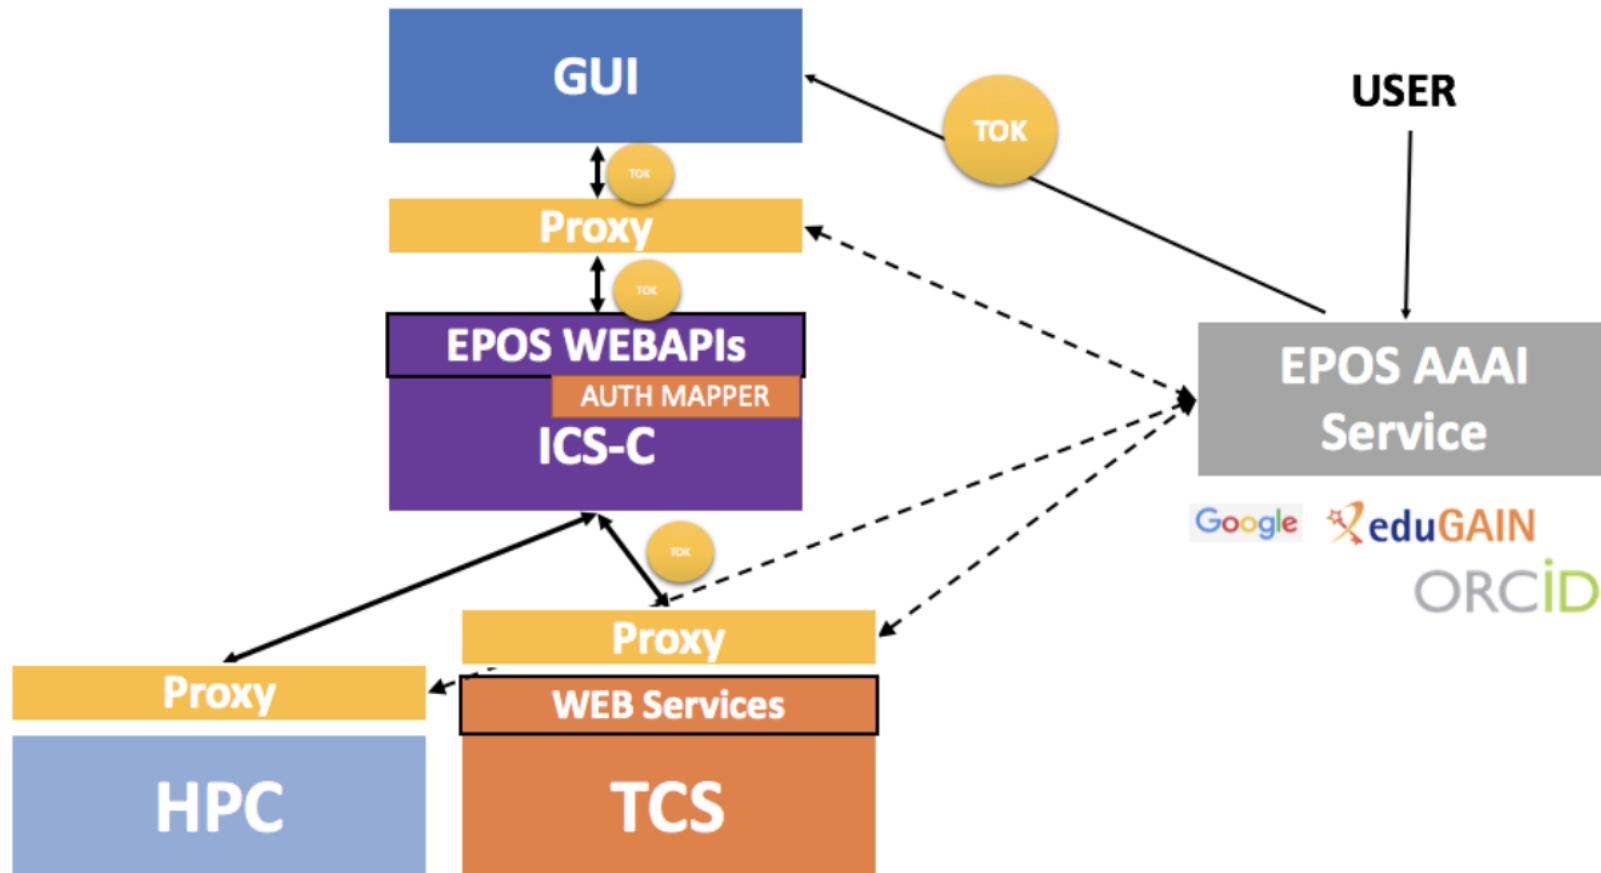 GUI
TOK
USER
TOK
Proxy
TOK
EPOS WEBAPIs
AUTH MAPPER
ICS-C
EPOS AAAI
Service
Google
eduGAIN
ORCiD
TOK
Proxy
Proxy
WEB Services
HPC
TCS